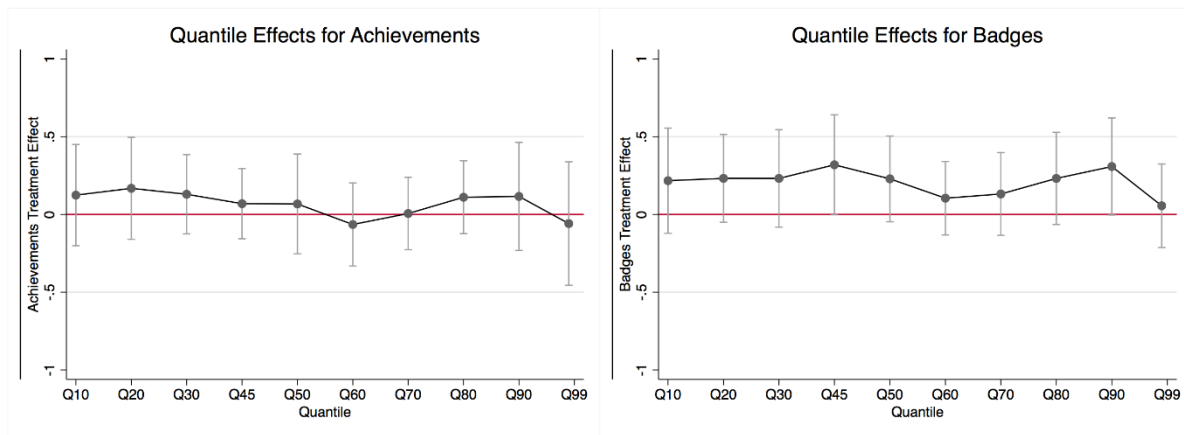 Quantile Effects for Achievements
Achievements Treatment Effect
1
.5
0
-.5
-1
Q10 Q20 Q30 Q45 Q50 Q60 Q70 Q80 Q90 Q99
Quantile
Quantile Effects for Badges
Badges Treatment Effect
1
.5
0
-.5
-1
Q10 Q20 Q30 Q45 Q50 Q60 Q70 Q80 Q90 Q99
Quantile